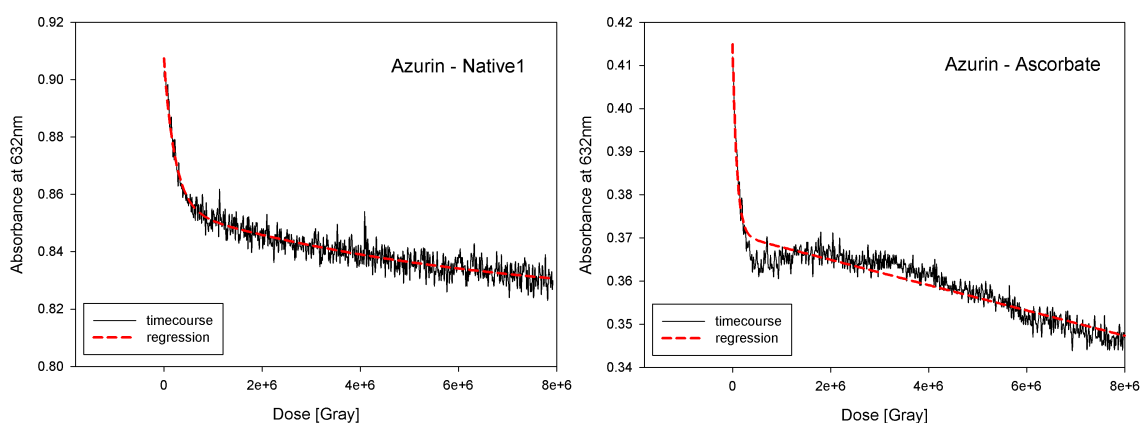 0.92
0.90
0.88
0.86
0.84
0.82
0.80
Absorbance at 632nm
Azurin - Native1
timecourse
regression
0
2e+6
4e+6
6e+6
8e+6
Dose [Gray]
0.42
0.41
0.40
0.39
0.38
0.37
0.36
0.35
0.34
Absorbance at 632nm
Azurin - Ascorbate
timecourse
regression
0
2e+6
4e+6
6e+6
8e+6
Dose [Gray]